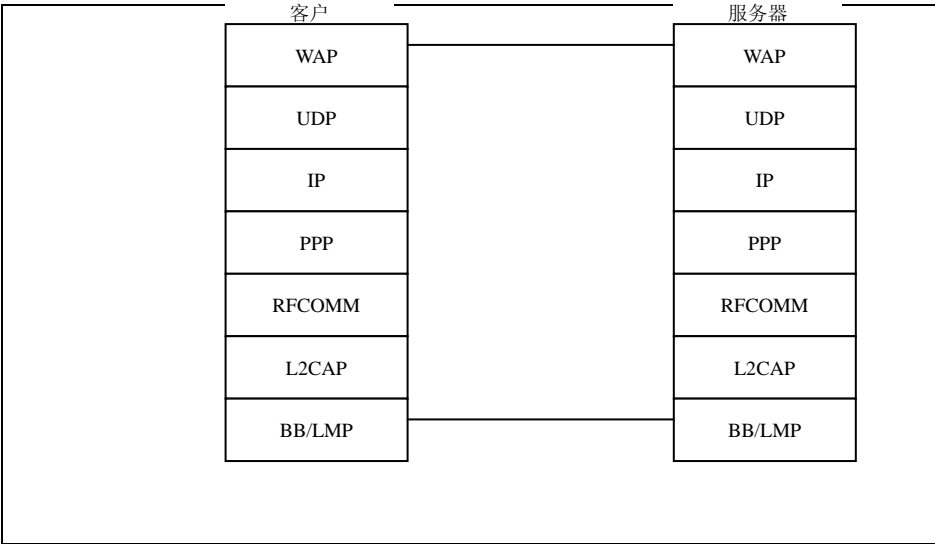 客户 服务器
WAP WAP
UDP UDP
IP IP
PPP PPP
RFCOMM RFCOMM
L2CAP L2CAP
BB/LMP BB/LMP